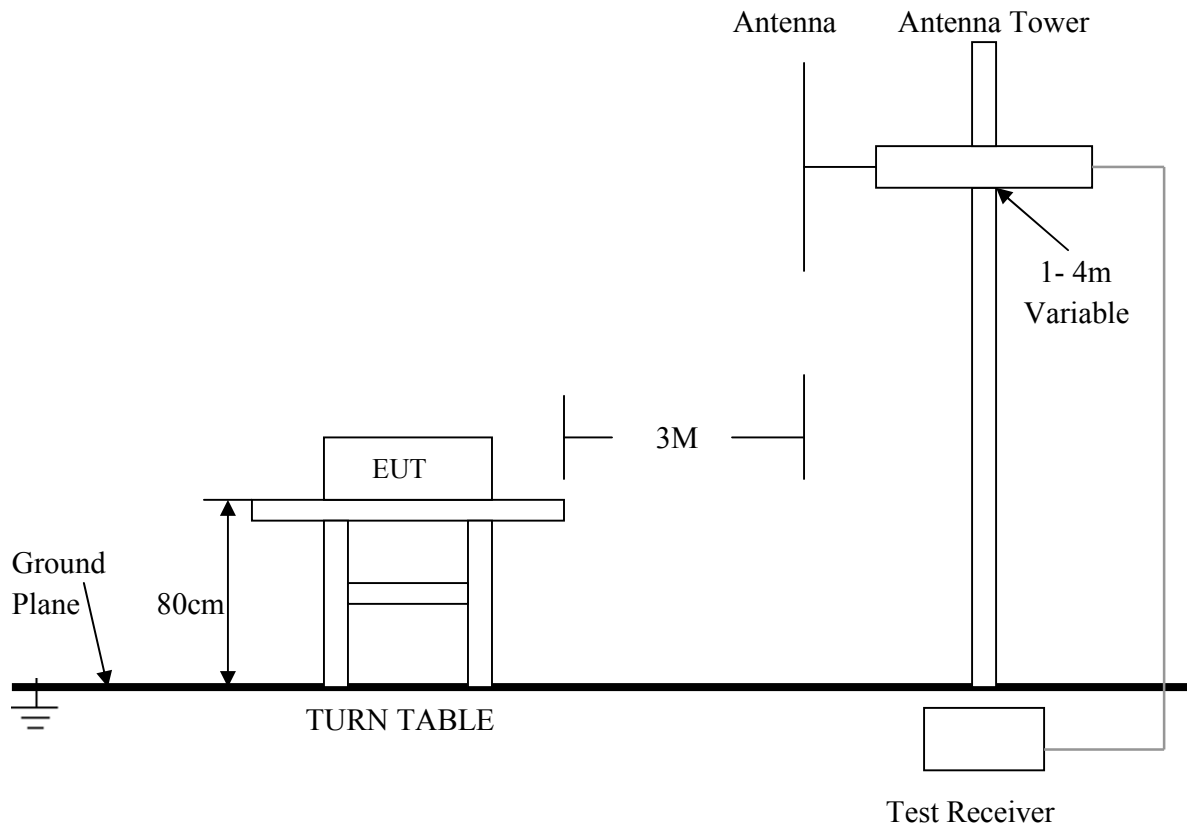 Antenna
Antenna Tower
1- 4m
Variable
3M
EUT
Ground
Plane
80cm
TURN TABLE
Test Receiver